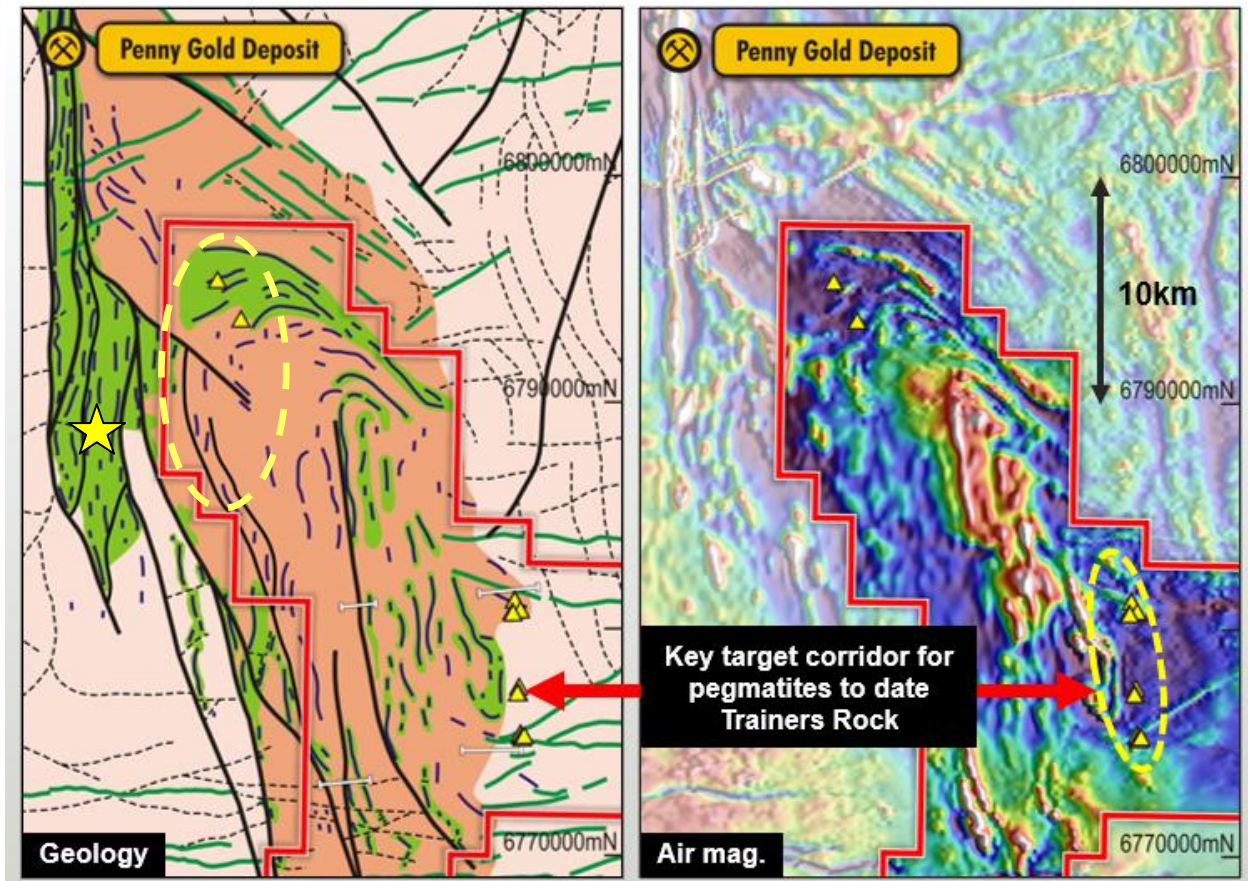 Penny Gold Deposit
6800000mN
6790000mN
Geology
Penny Gold Deposit
6800000mN
10km
6790000mN
Key target corridor for
pegmatites to date
Trainers Rock
6770000mN
6770000mN
Air mag.